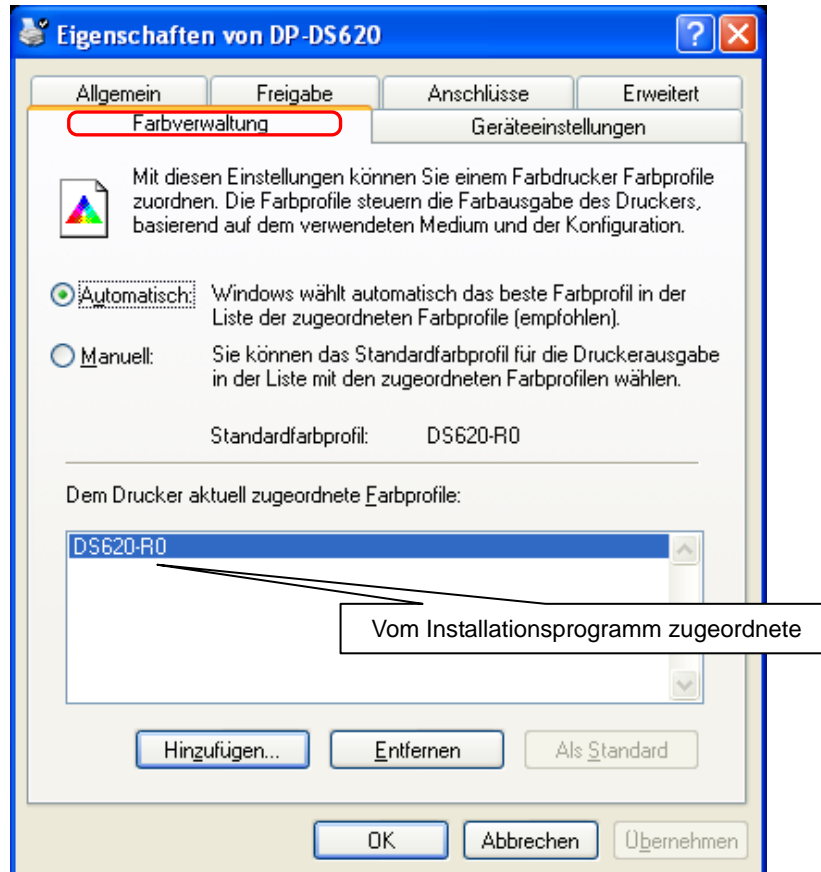 Eigenschaften von DP-DS620
Allgemein Freigabe Anschlüsse Erweitert
Farbverwaltung Geräteeinstellungen
Mit diesen Einstellungen können Sie einem Farbdrucker Farbprofile
zuordnen. Die Farbprofile steuern die Farbausgabe des Druckers,
basierend auf dem verwendeten Medium und der Konfiguration.
Automatisch: Windows wählt automatisch das beste Farbprofil in der
Liste der zugeordneten Farbprofile (empfohlen).
Manuell: Sie können das Standardfarbprofil für die Druckerausgabe
in der Liste mit den zugeordneten Farbprofilen wählen.
Standardfarbprofil: DS620-R0
Dem Drucker aktuell zugeordnete Farbprofile:
DS620-R0
Vom Installationsprogramm zugeordnete
Hinzufügen... Entfernen Als Standard
OK Abbrechen Übernehmen